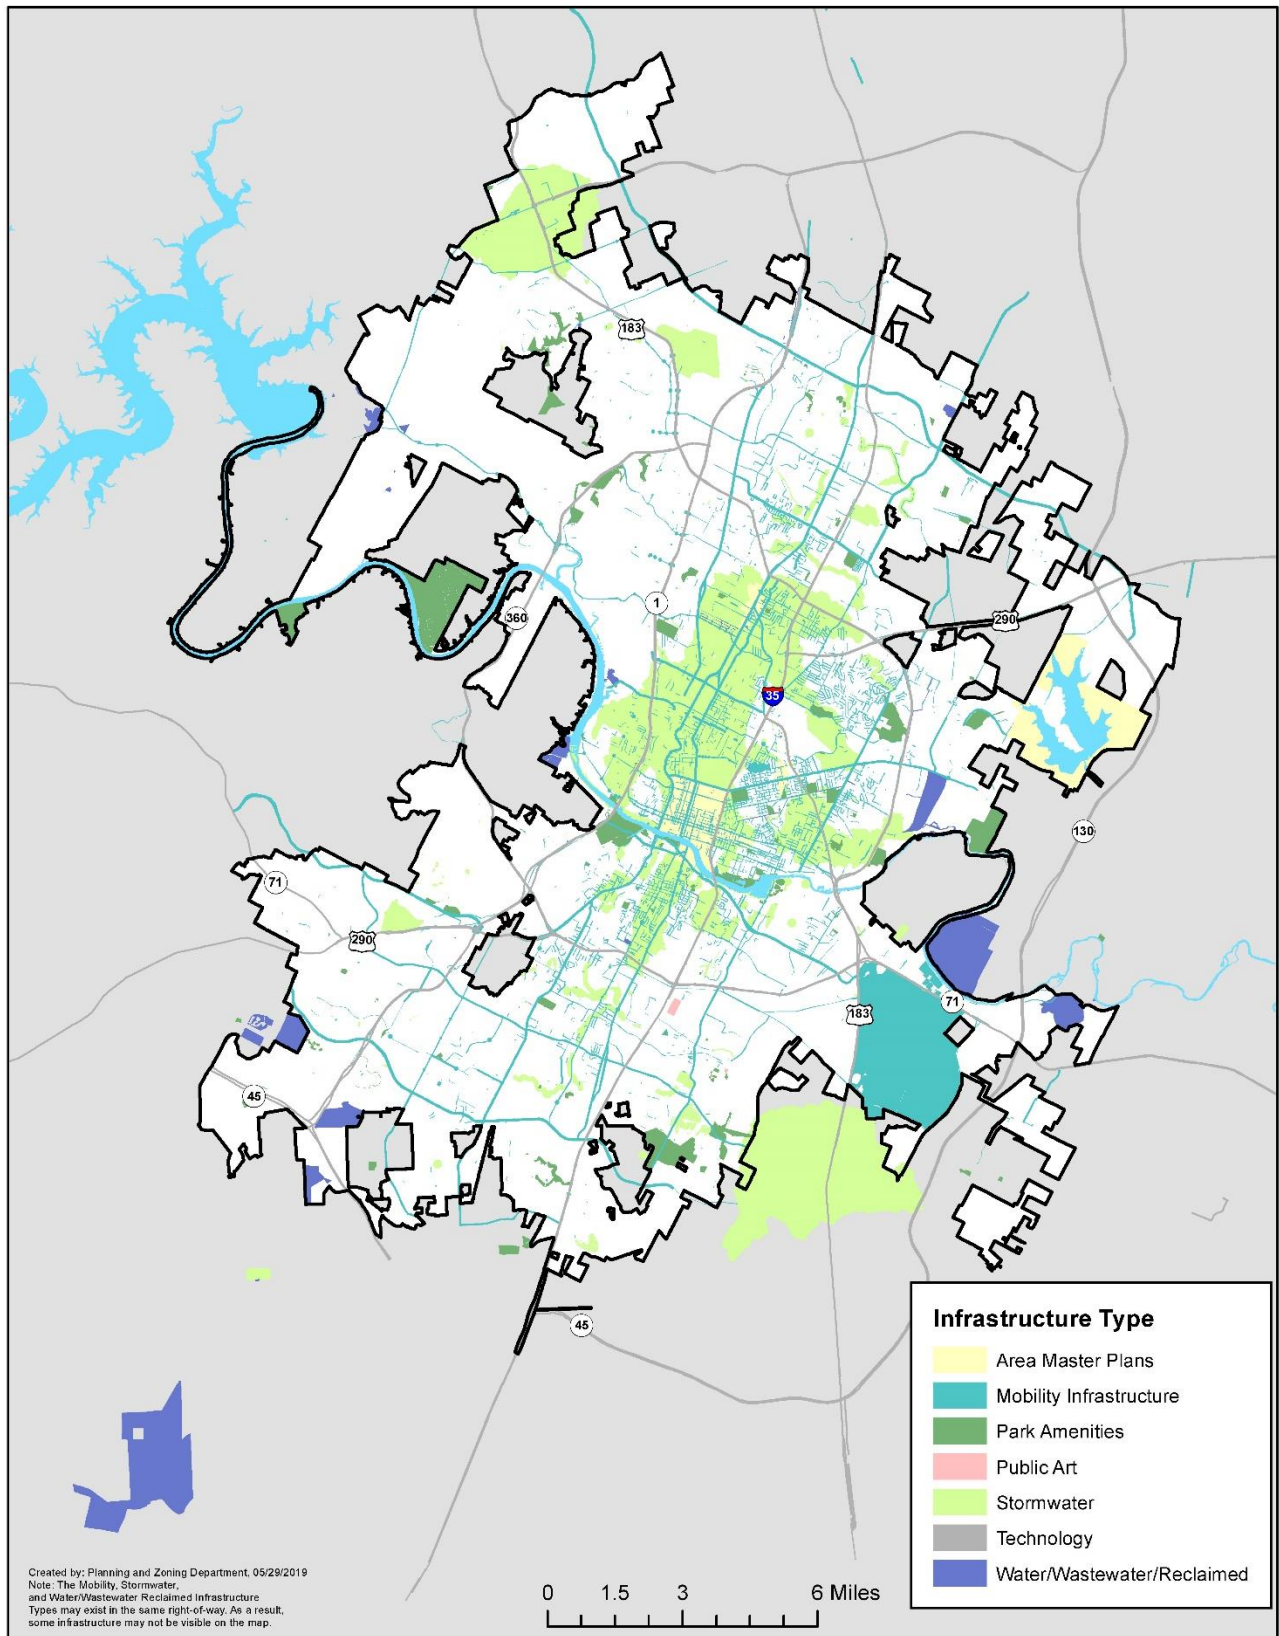 183
1
360
290
35
130
71
290
71
183
45
45
Infrastructure Type
Area Master Plans
Mobility Infrastructure
Park Amenities
Public Art
Stormwater
Technology
Water/Wastewater/Reclaimed
Created by: Planning and Zoning Department, 05/29/2019
Note: The Mobility, Stormwater,
and Water/Wastewater Reclaimed Infrastructure
Types may exist in the same right-of-way. As a result,
some infrastructure may not be visible on the map.
0 1.5 3 6 Miles